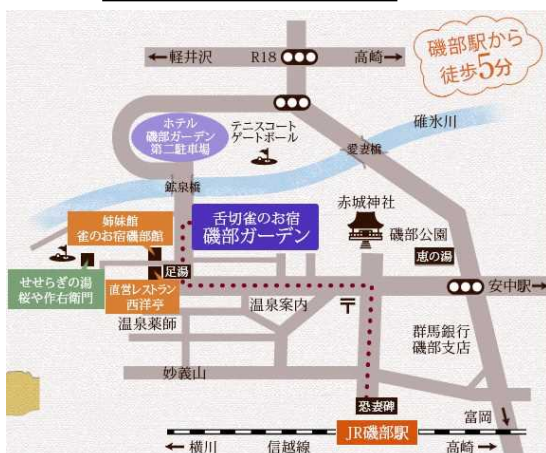 磯部駅から
徒歩5分
←軽井沢
R18
高崎→
ホテル
磯部ガーデン
第二駐車場
テニスコート
ゲートボール
碓氷川
愛妻橋
鉱泉橋
赤城神社
姉妹館
雀のお宿磯部館
舌切雀のお宿
磯部ガーデン
磯部公園
恵の湯
足湯
せせらぎの湯
桜や作右衛門
直営レストラン
西洋亭
温泉案内
〒
安中駅→
温泉薬師
群馬銀行
磯部支店
妙義山
恐妻碑
富岡
↓
JR磯部駅
←横川
信越線
高崎→